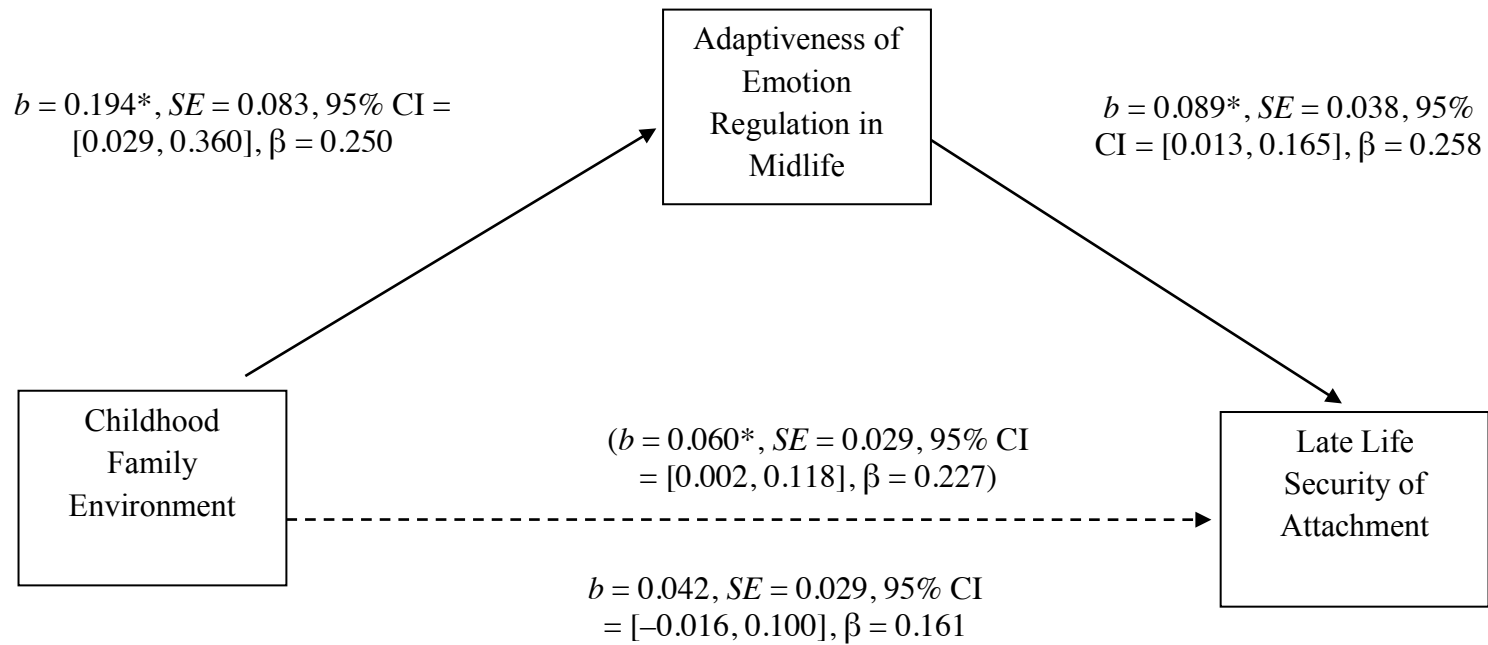 Adaptiveness of
Emotion
Regulation in
Midlife
b = 0.194*, SE = 0.083, 95% CI =
[0.029, 0.360], β = 0.250
b = 0.089*, SE = 0.038, 95%
CI = [0.013, 0.165], β = 0.258
Childhood
Family
Environment
(b = 0.060*, SE = 0.029, 95% CI
= [0.002, 0.118], β = 0.227)
Late Life
Security of
Attachment
b = 0.042, SE = 0.029, 95% CI
= [–0.016, 0.100], β = 0.161